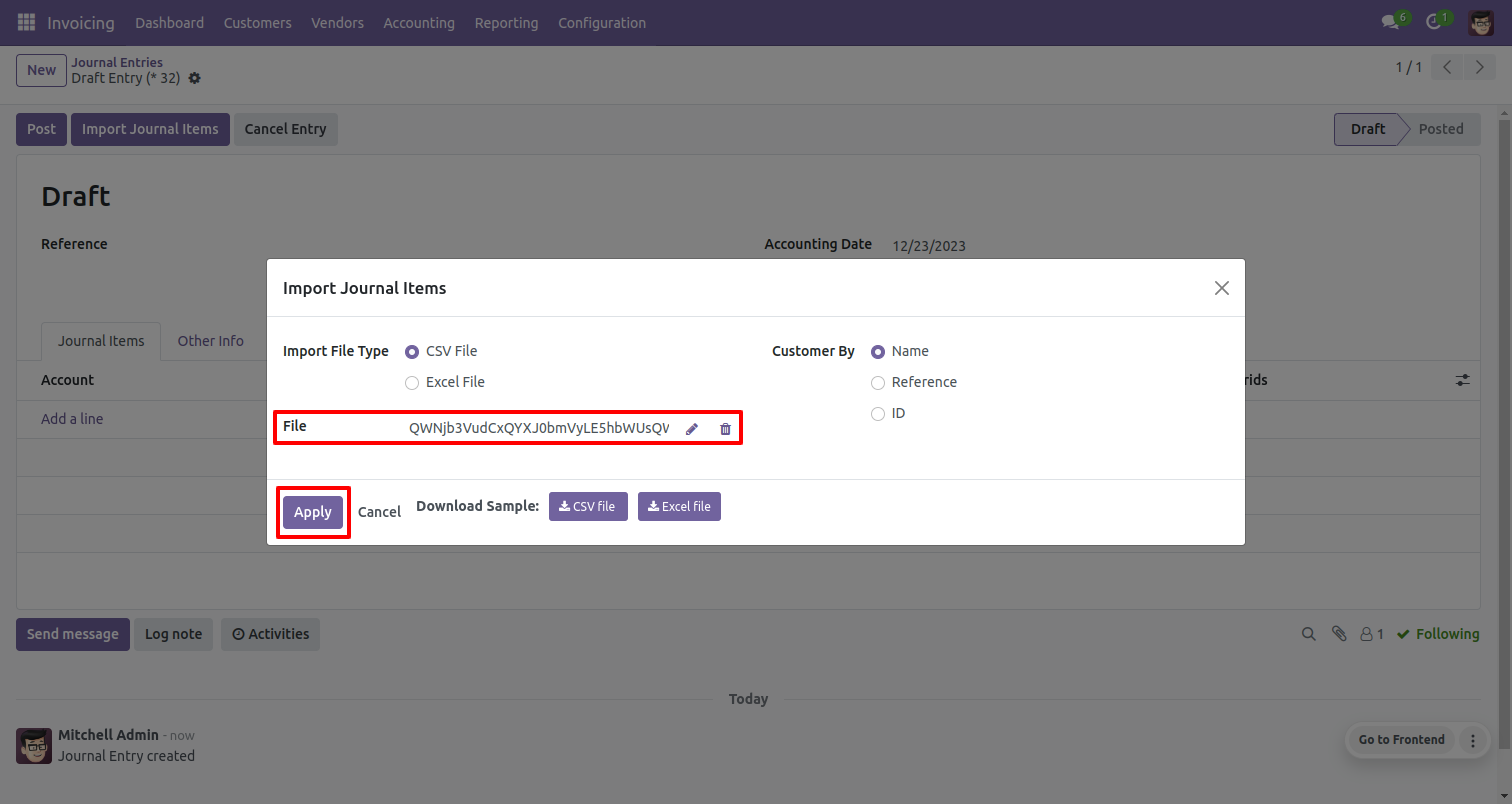 Invoicing Dashboard Customers Vendors Accounting Reporting Configuration 6 1
New Journal Entries
Draft Entry (* 32) 1 / 1
Post Import Journal Items Cancel Entry Draft Posted
Draft
Reference Accounting Date 12/23/2023
Import Journal Items
Journal Items Other Info
Import File Type CSV File Customer By Name
Account rids
Excel File Reference
ID
Add a line
File QWNjb3VudCxQYXJ0bmVyLE5hbWUsQV
Apply Cancel Download Sample: CSV file Excel file
Send message Log note Activities 1 Following
Today
Mitchell Admin - now
Journal Entry created
Go to Frontend